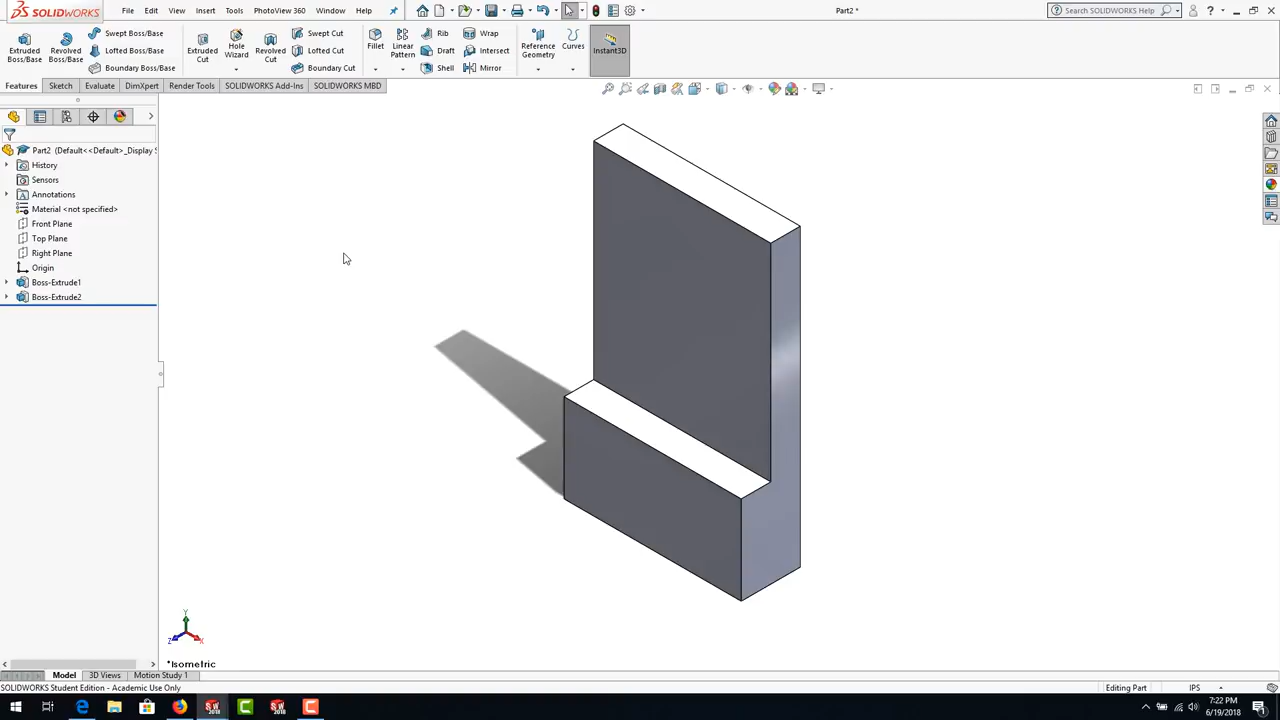 SOLIDWORKS File Edit View Insert Tools PhotoView 360 Window Help Part2 * Search SOLIDWORKS Help
Extruded Boss/Base
Revolved Boss/Base
Swept Boss/Base
Lofted Boss/Base
Boundary Boss/Base
Extruded Cut
Hole Wizard
Revolved Cut
Swept Cut
Lofted Cut
Boundary Cut
Fillet
Linear Pattern
Rib
Draft
Shell
Wrap
Intersect
Mirror
Reference Geometry
Curves
Instant3D
Features Sketch Evaluate DimXpert Render Tools SOLIDWORKS Add-Ins SOLIDWORKS MBD
Part2 (Default<<Default>_Display S
History
Sensors
Annotations
Material <not specified>
Front Plane
Top Plane
Right Plane
Origin
Boss-Extrude1
Boss-Extrude2
Y
Z X
*Isometric
Model 3D Views Motion Study 1
SOLIDWORKS Student Edition - Academic Use Only Editing Part IPS
7:22 PM
6/19/2018